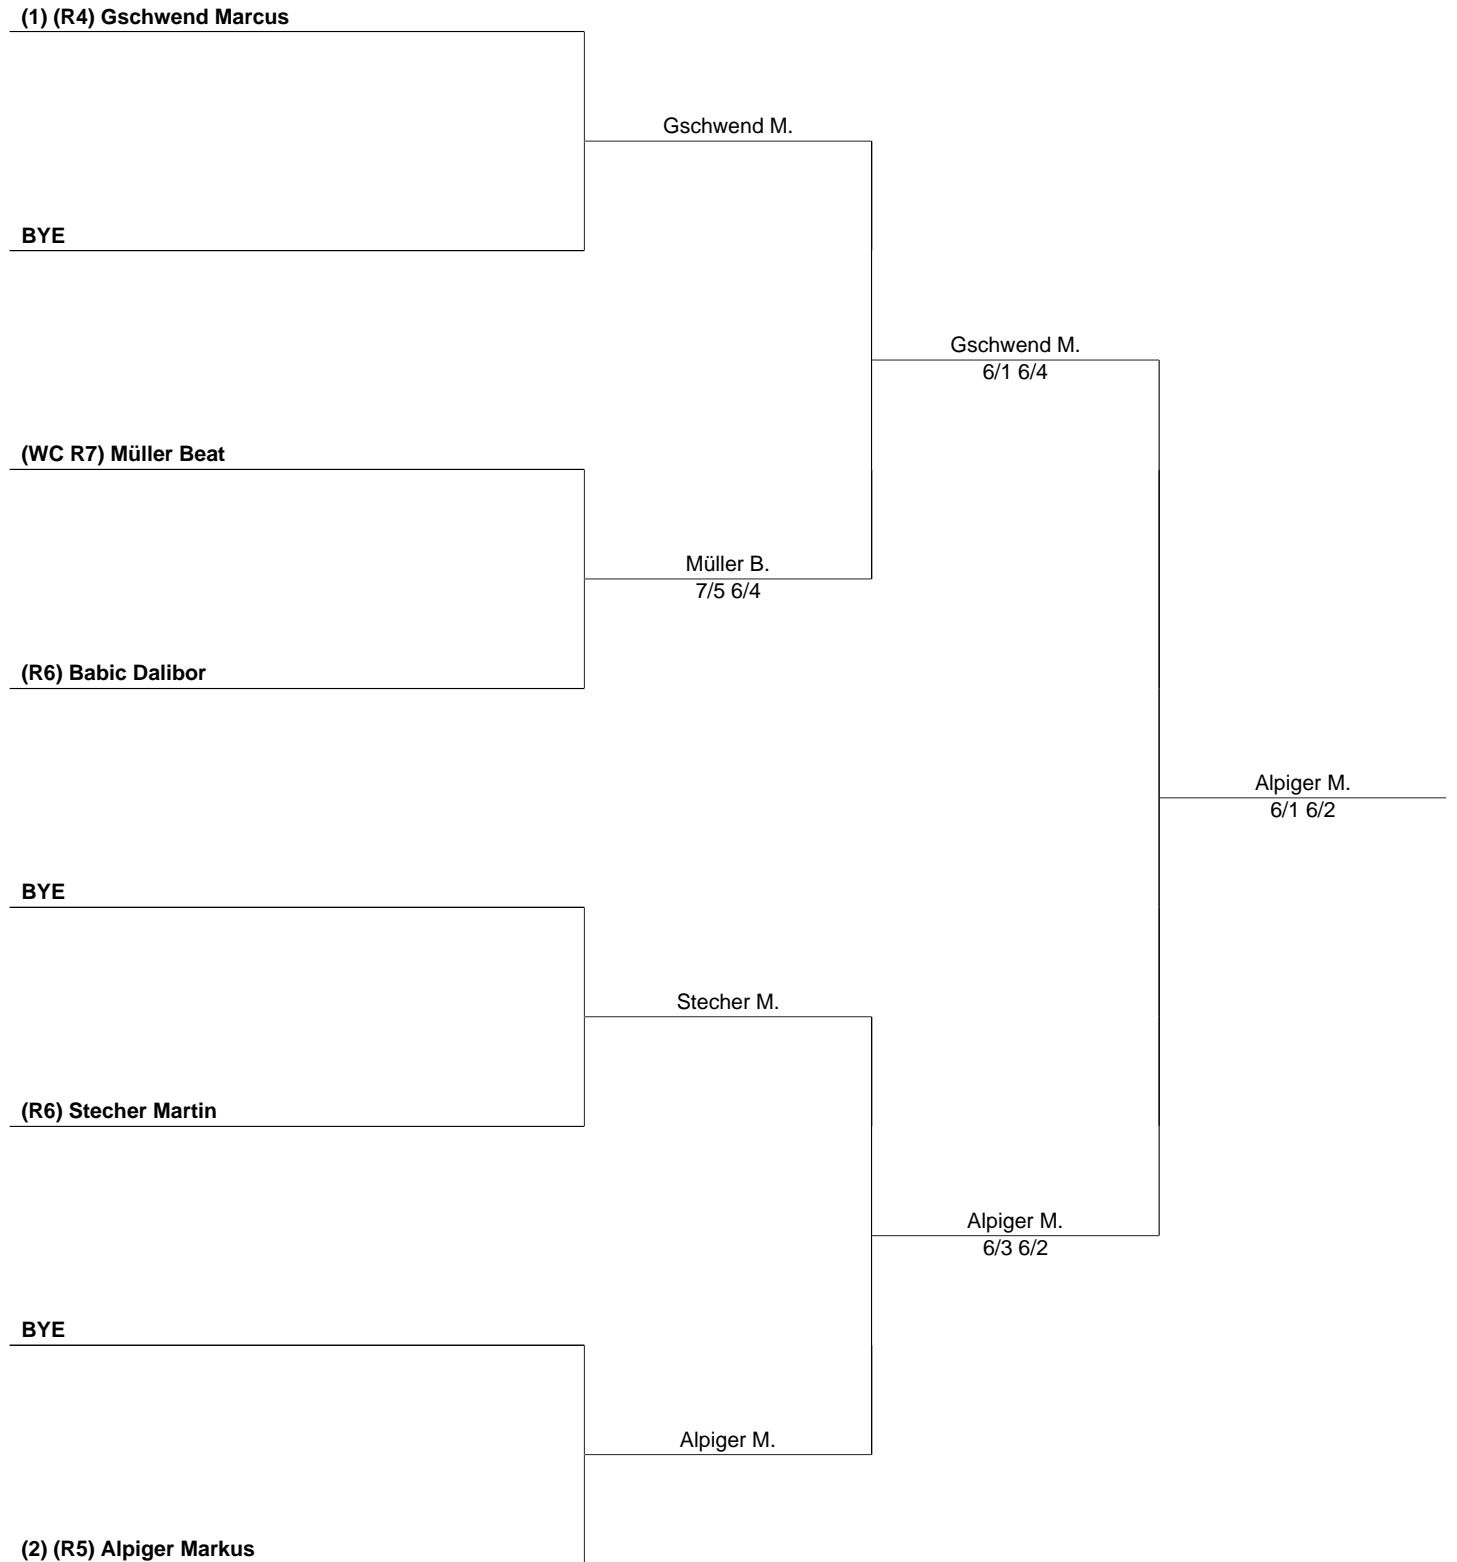 (1) (R4) Gschwend Marcus
Gschwend M.
BYE
Gschwend M.
6/1 6/4
(WC R7) Müller Beat
Müller B.
7/5 6/4
(R6) Babic Dalibor
Alpiger M.
6/1 6/2
BYE
Stecher M.
(R6) Stecher Martin
Alpiger M.
6/3 6/2
BYE
Alpiger M.
(2) (R5) Alpiger Markus